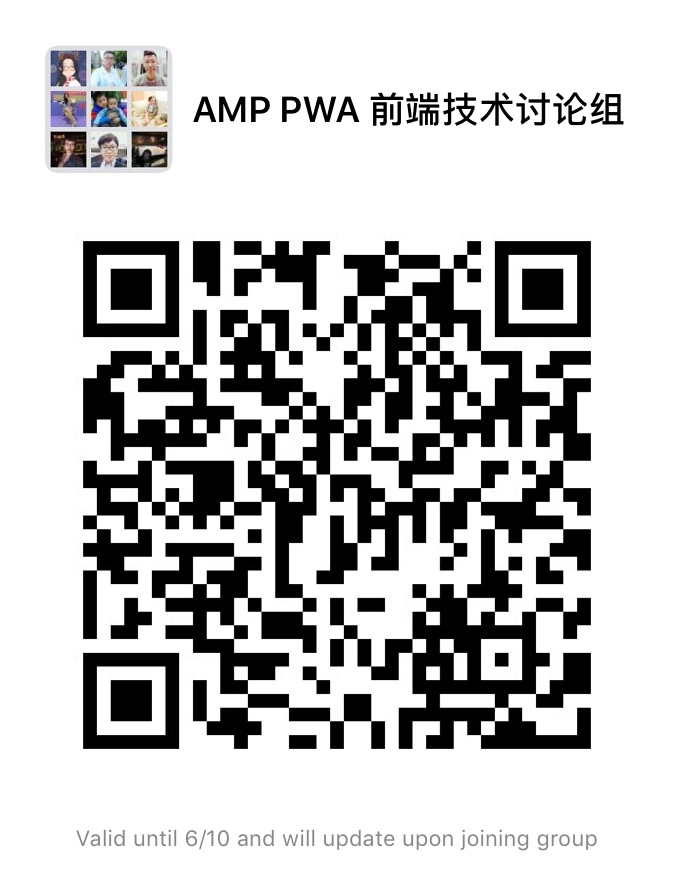 AMP PWA 前端技术讨论组
Valid until 6/10 and will update upon joining group